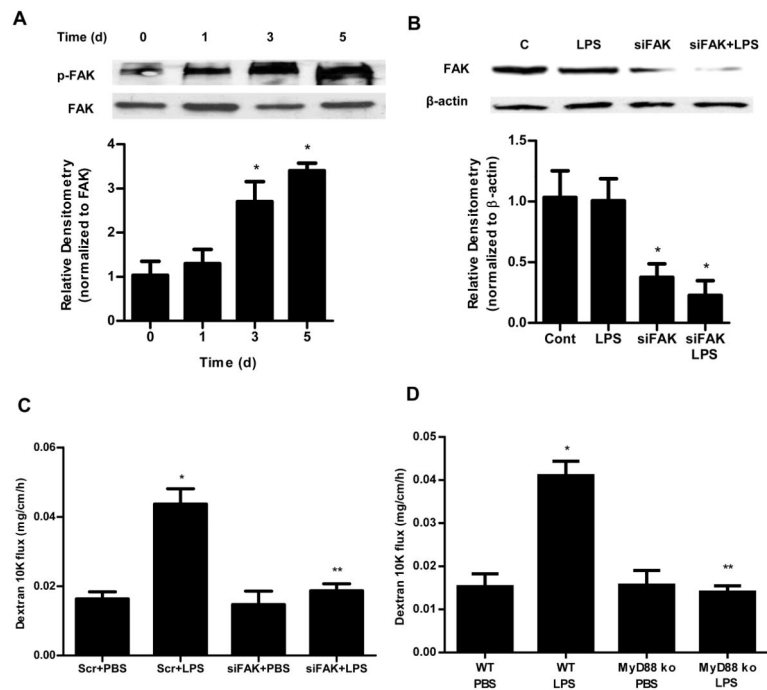 A
Time (d) 0 1 3 5
p-FAK
FAK
Relative Densitometry
(normalized to FAK)
4
3
2
1
0
*
*
0 1 3 5
Time (d)
B
C LPS siFAK siFAK+LPS
FAK
β-actin
Relative Densitometry
(normalized to β-actin)
1.5
1.0
0.5
0.0
*
*
Cont LPS siFAK siFAK
LPS
C
Dextran 10K flux (mg/cm/h)
0.06
0.04
0.02
0.00
*
**
Scr+PBS Scr+LPS siFAK+PBS siFAK+LPS
D
Dextran 10K flux (mg/cm/h)
0.05
0.04
0.03
0.02
0.01
0.00
*
**
WT WT MyD88 ko MyD88 ko
PBS LPS PBS LPS